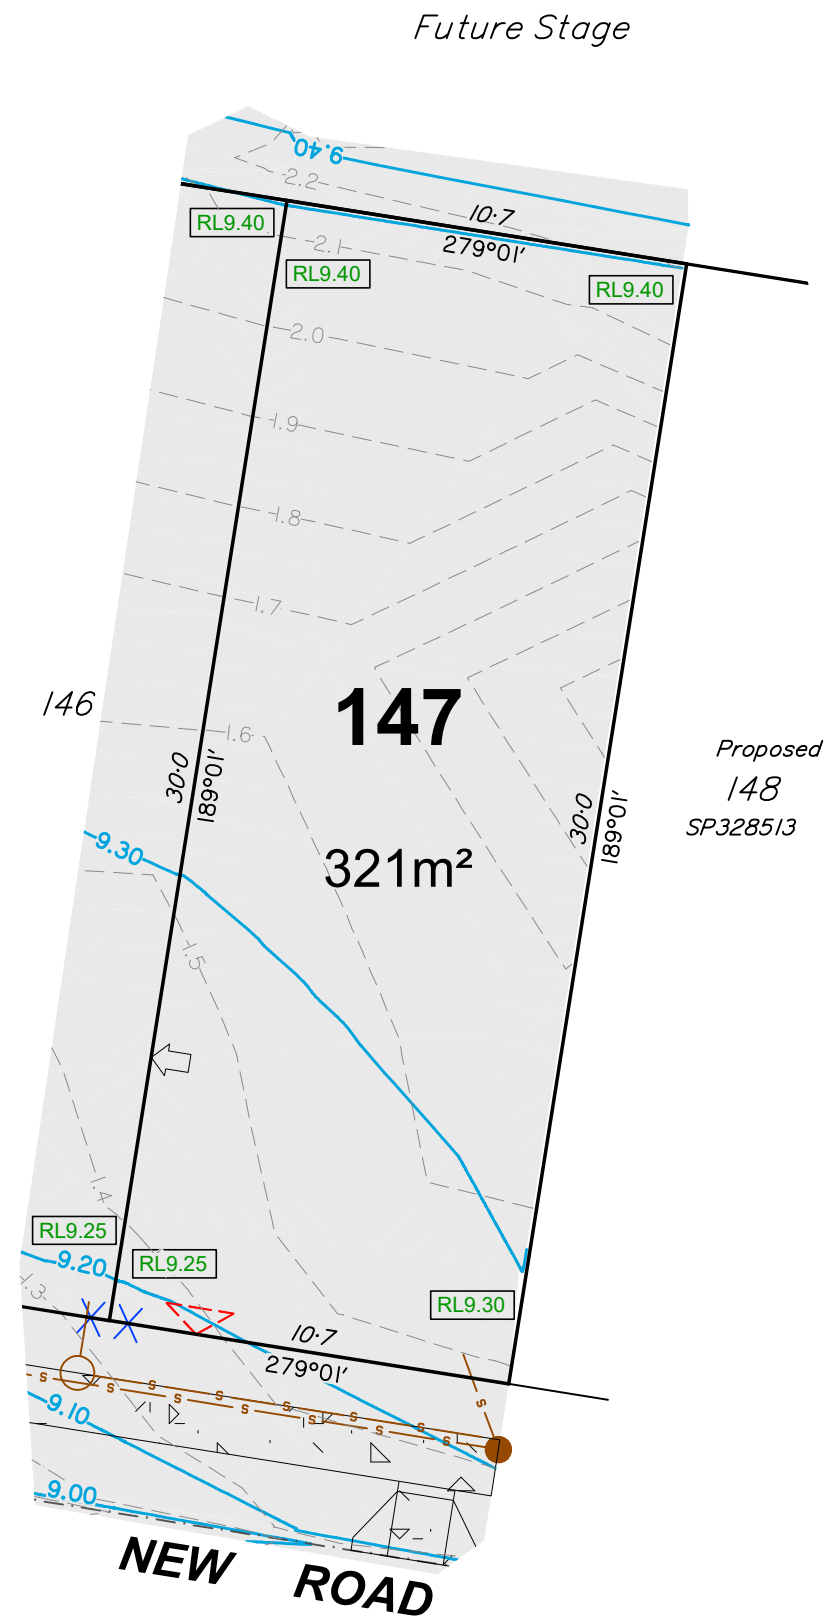 Future Stage
9.40
2.2
10·7
RL9.40
279°01'
2.1
RL9.40
RL9.40
2.0
1.9
1.8
1.7
147
146
1.6
Proposed
148
SP328513
30·0
189°01'
30·0
189°01'
9.30
321m²
1.5
1.4
RL9.25
9.20
RL9.25
1.3
RL9.30
10·7
279°01'
s s s s s s s s s s s
9.10
9.00
NEW ROAD